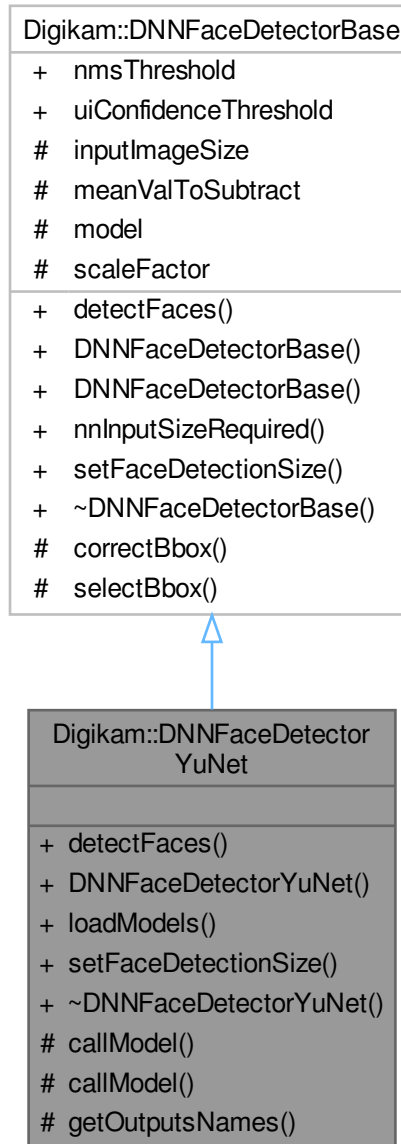 Digikam::DNNFaceDetectorBase
+ nmsThreshold
+ uiConfidenceThreshold
# inputImageSize
# meanValToSubtract
# model
# scaleFactor
+ detectFaces()
+ DNNFaceDetectorBase()
+ DNNFaceDetectorBase()
+ nnInputSizeRequired()
+ setFaceDetectionSize()
+ ~DNNFaceDetectorBase()
# correctBbox()
# selectBbox()
Digikam::DNNFaceDetector
YuNet
+ detectFaces()
+ DNNFaceDetectorYuNet()
+ loadModels()
+ setFaceDetectionSize()
+ ~DNNFaceDetectorYuNet()
# callModel()
# callModel()
# getOutputsNames()